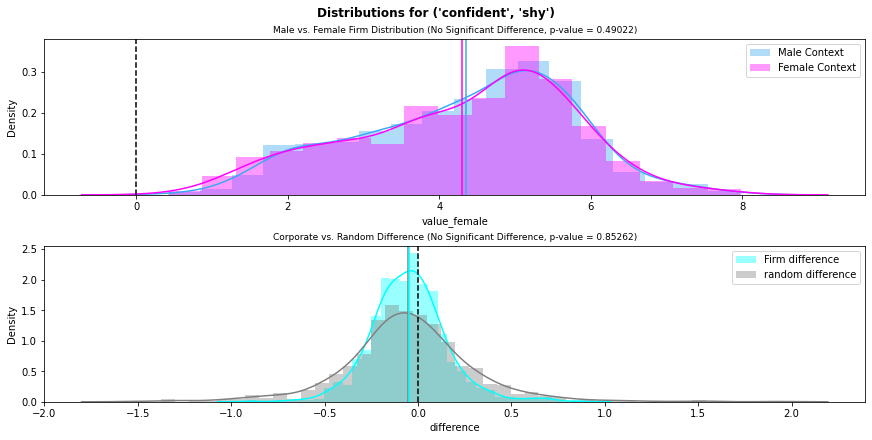 Distributions for ('confident', 'shy')
Male vs. Female Firm Distribution (No Significant Difference, p-value = 0.49022)
Density
0.3
0.2
0.1
0.0
Male Context
Female Context
0 2 4 6 8
value_female
Corporate vs. Random Difference (No Significant Difference, p-value = 0.85262)
Density
2.5
2.0
1.5
1.0
0.5
0.0
Firm difference
random difference
−2.0 −1.5 −1.0 −0.5 0.0 0.5 1.0 1.5 2.0
difference